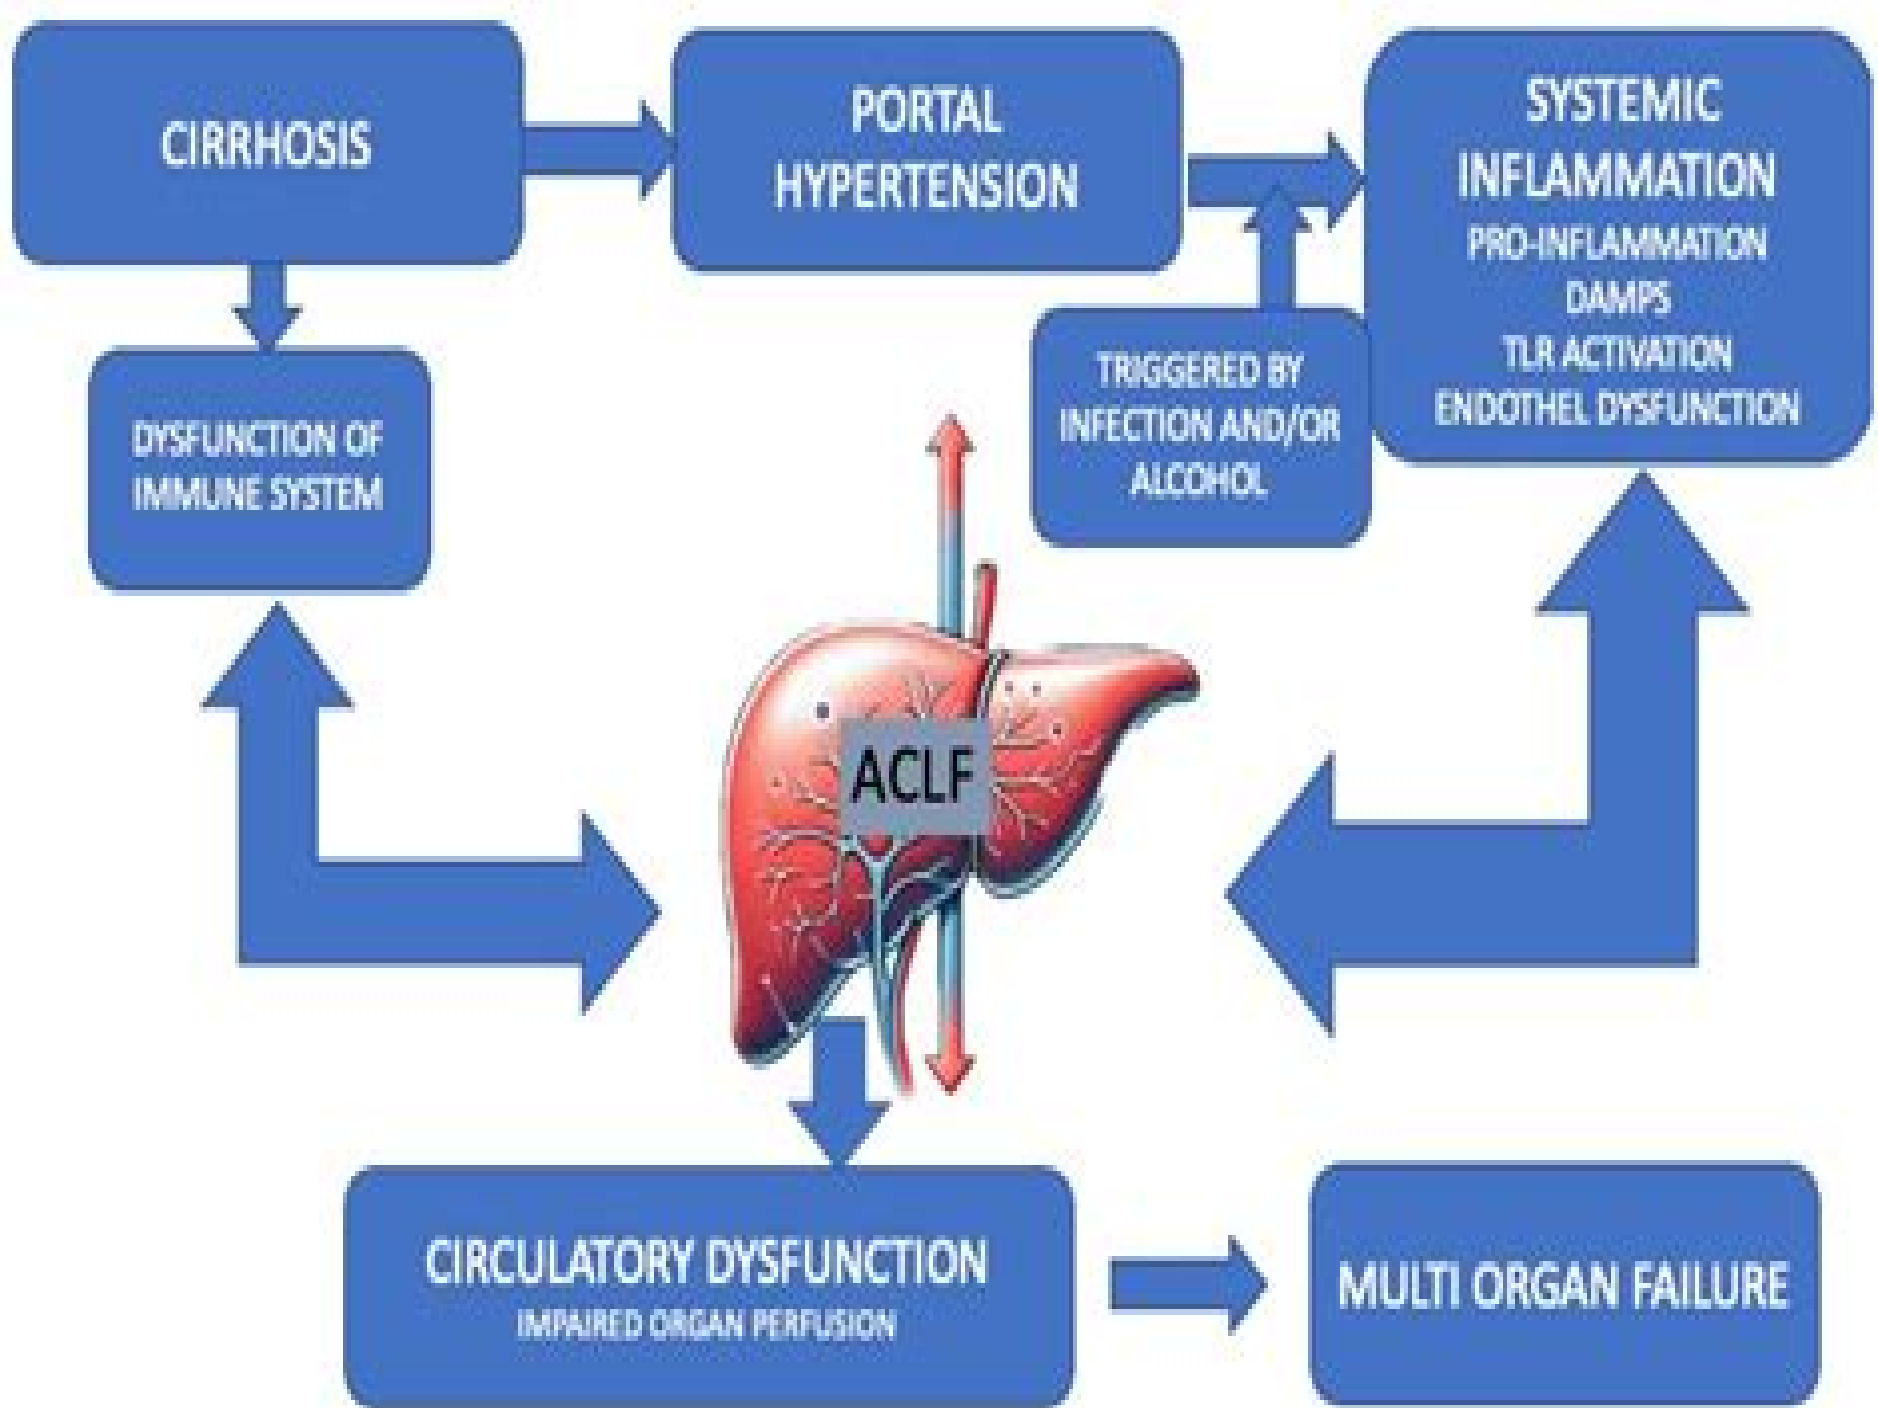 CIRRHOSIS
PORTAL
HYPERTENSION
SYSTEMIC
INFLAMMATION
PRO-INFLAMMATION
DAMPS
TLR ACTIVATION
ENDOTHEL DYSFUNCTION
TRIGGERED BY
INFECTION AND/OR
ALCOHOL
DYSFUNCTION OF
IMMUNE SYSTEM
ACLF
CIRCULATORY DYSFUNCTION
IMPAIRED ORGAN PERFUSION
MULTI ORGAN FAILURE